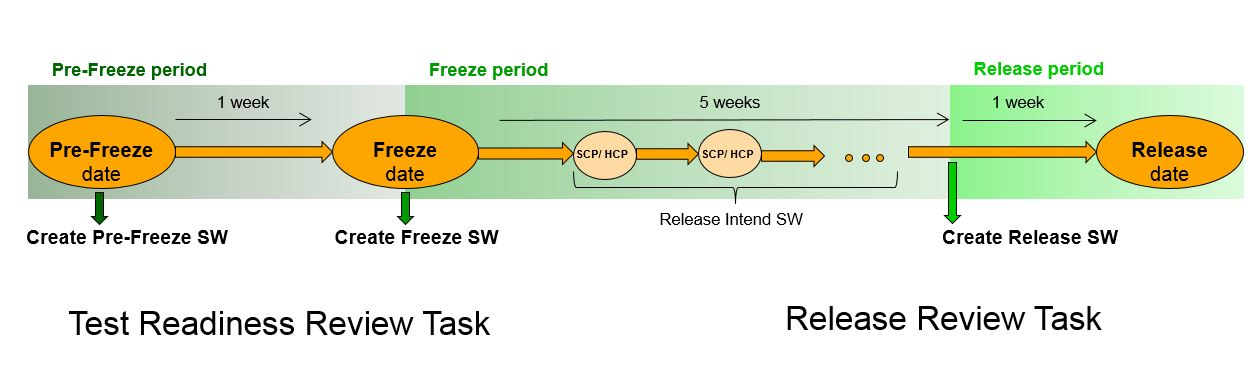 Pre-Freeze period
Freeze period
Release period
1 week
5 weeks
1 week
Pre-Freeze
date
Freeze
date
SCP/ HCP
SCP/ HCP
Release
date
Release Intend SW
Create Pre-Freeze SW
Create Freeze SW
Create Release SW
Test Readiness Review Task
Release Review Task